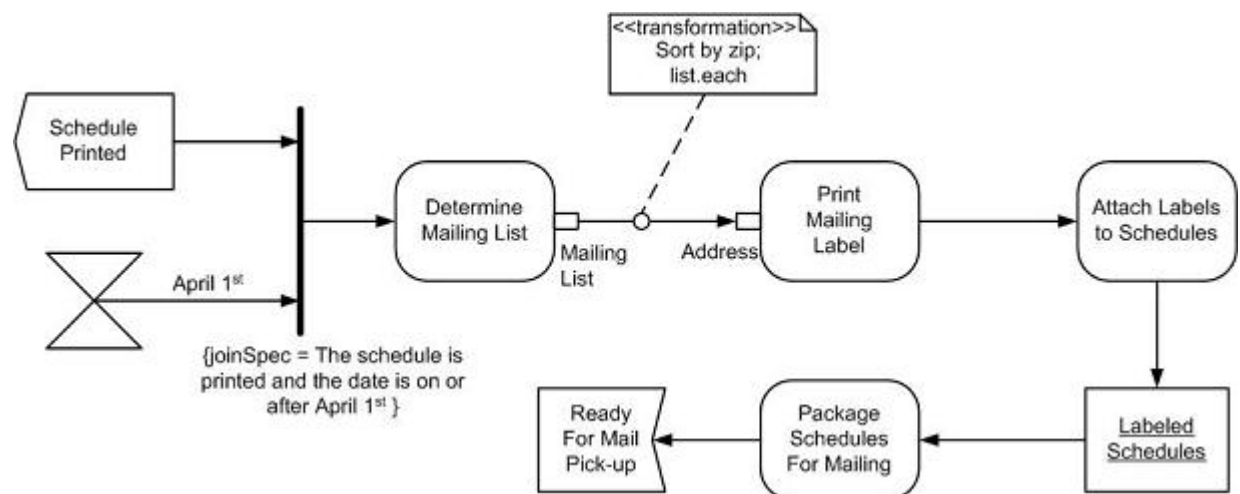 <<transformation>>
Sort by zip;
list.each
Schedule
Printed
April 1st
{joinSpec = The schedule is
printed and the date is on or
after April 1st }
Determine
Mailing List
Mailing
List
Address
Print
Mailing
Label
Attach Labels
to Schedules
Labeled
Schedules
Package
Schedules
For Mailing
Ready
For Mail
Pick-up